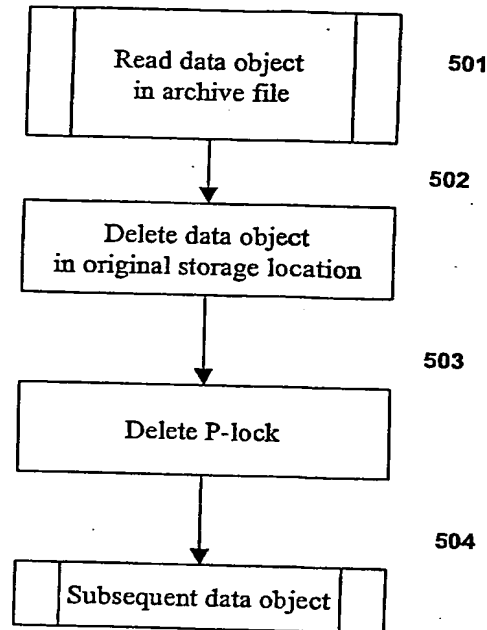 Read data object
in archive file
501
502
Delete data object
in original storage location
503
Delete P-lock
504
Subsequent data object